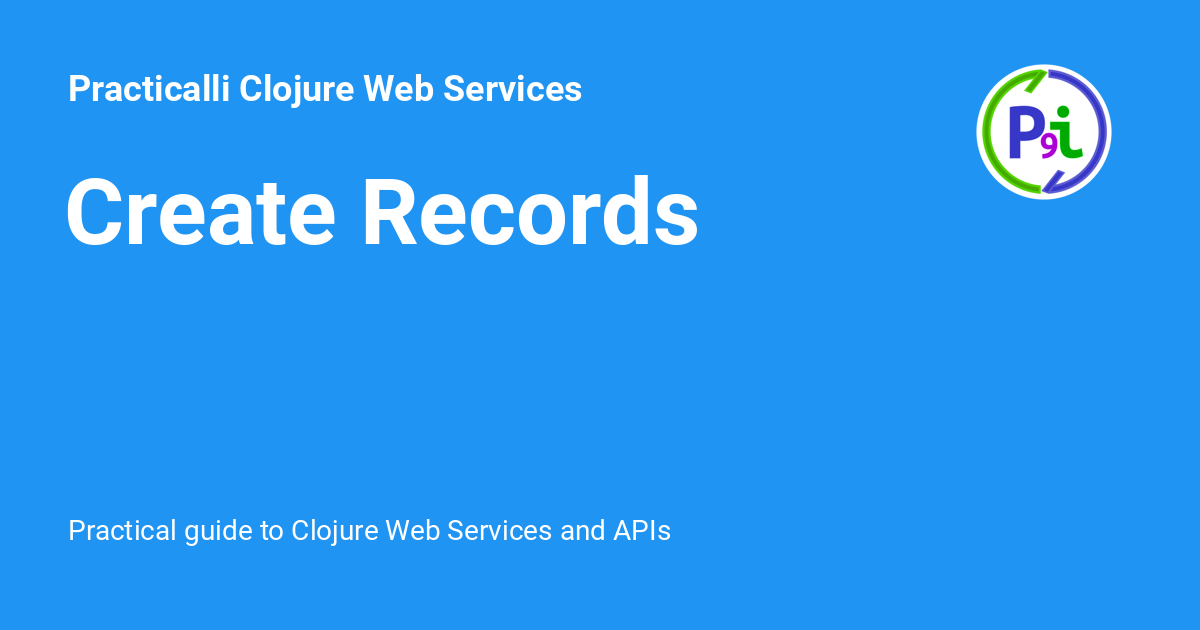 Practicalli Clojure Web Services
P9i
Create Records
Practical guide to Clojure Web Services and APIs